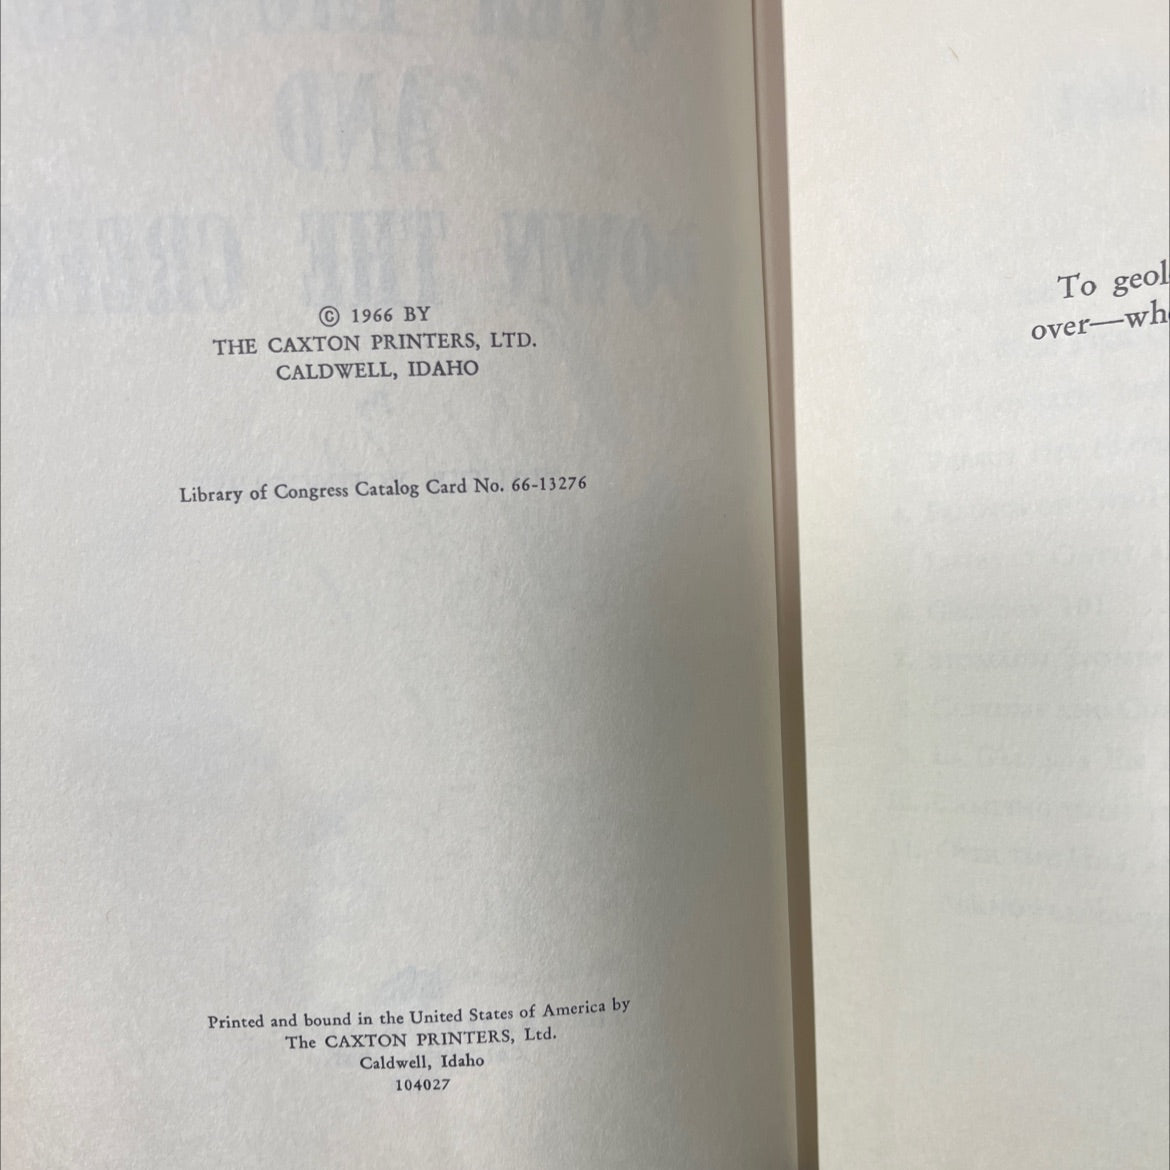 © 1966 BY
THE CAXTON PRINTERS, LTD.
CALDWELL, IDAHO
Library of Congress Catalog Card No. 66-13276
Printed and bound in the United States of America by
The CAXTON PRINTERS, Ltd.
Caldwell, Idaho
104027
To geol
over—wh